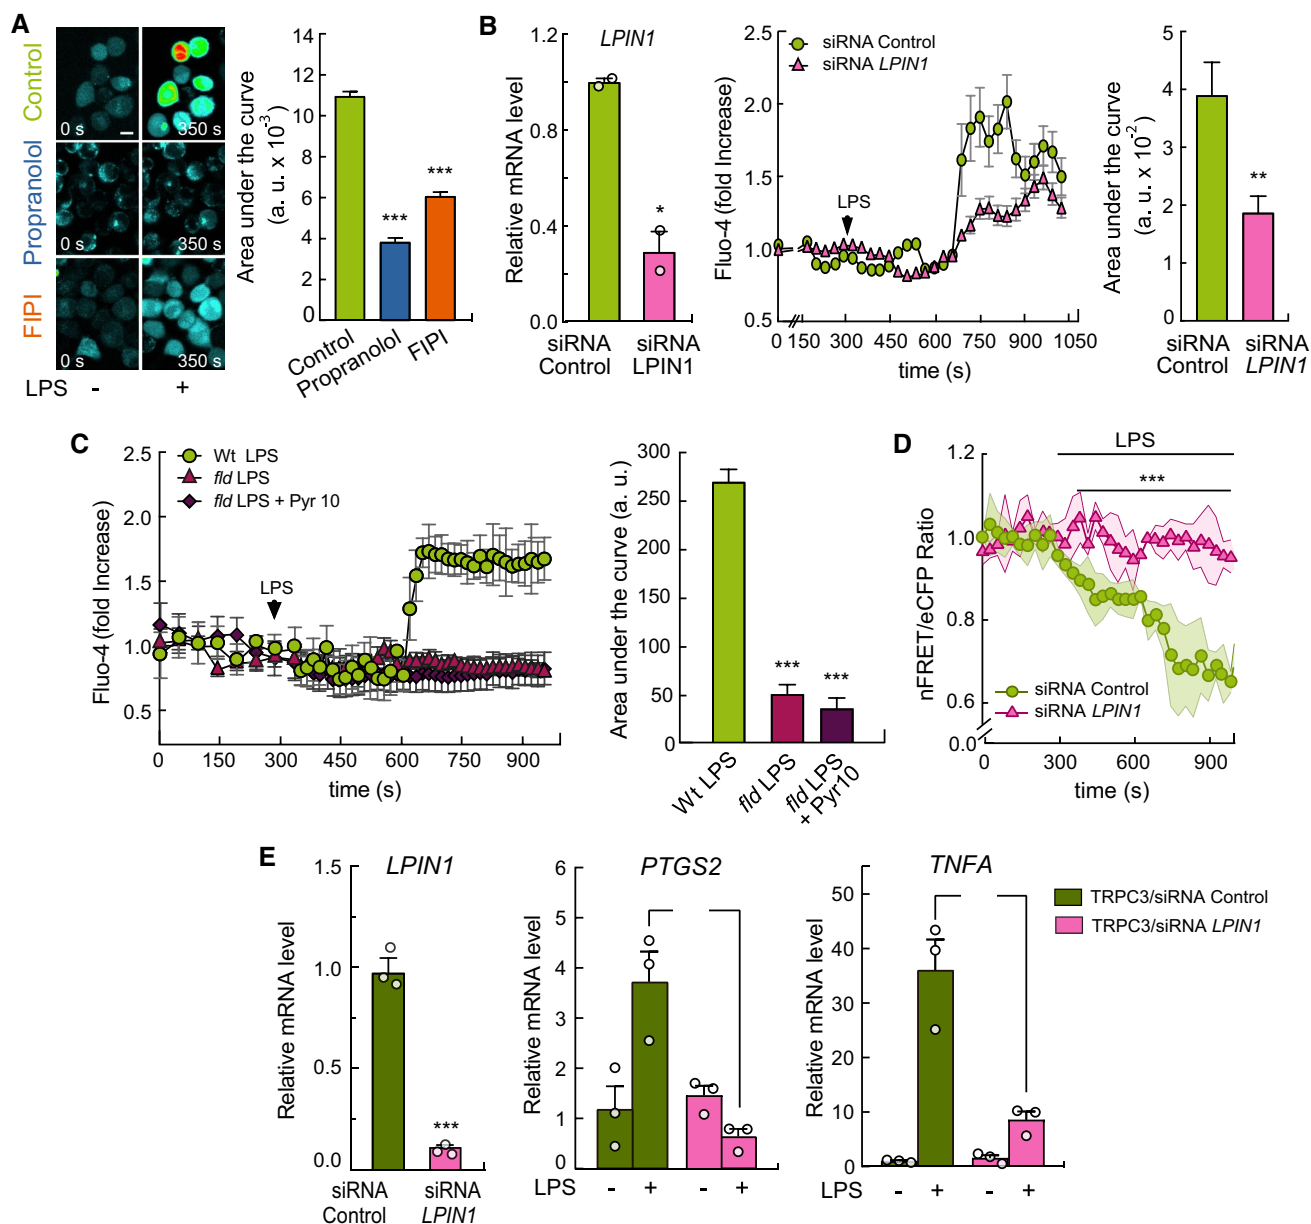 A
Control
Propranolol
FIPI
0 s
350 s
0 s
350 s
0 s
350 s
LPS
-
+
Area under the curve
(a. u. x 10⁻³)
14
12
10
8
6
4
2
0
***
***
Control
Propranolol
FIPI
B
LPIN1
Relative mRNA level
1.2
0.8
0.4
0.0
*
siRNA
Control
siRNA
LPIN1
siRNA Control
siRNA LPIN1
Fluo-4 (fold Increase)
2.5
2.0
1.5
1.0
0.5
LPS
0
150
300
450
600
750
900
1050
time (s)
Area under the curve
(a. u. x 10⁻²)
5
4
3
2
1
0
**
siRNA
Control
siRNA
LPIN1
C
Wt LPS
fld LPS
fld LPS + Pyr 10
Fluo-4 (fold Increase)
2.5
2.0
1.5
1.0
0.5
LPS
0
150
300
450
600
750
900
time (s)
Area under the curve (a. u.)
300
250
200
150
100
50
0
***
***
Wt LPS
fld LPS
fld LPS
+ Pyr10
D
LPS
***
nFRET/eCFP Ratio
1.2
1.0
0.8
0.6
0.0
siRNA Control
siRNA LPIN1
0
300
600
900
time (s)
E
LPIN1
Relative mRNA level
1.5
1.0
0.5
0.0
***
siRNA
Control
siRNA
LPIN1
PTGS2
Relative mRNA level
6
5
4
3
2
1
0
LPS
-
+
-
+
TNFA
Relative mRNA level
50
40
30
20
10
0
LPS
-
+
-
+
TRPC3/siRNA Control
TRPC3/siRNA LPIN1